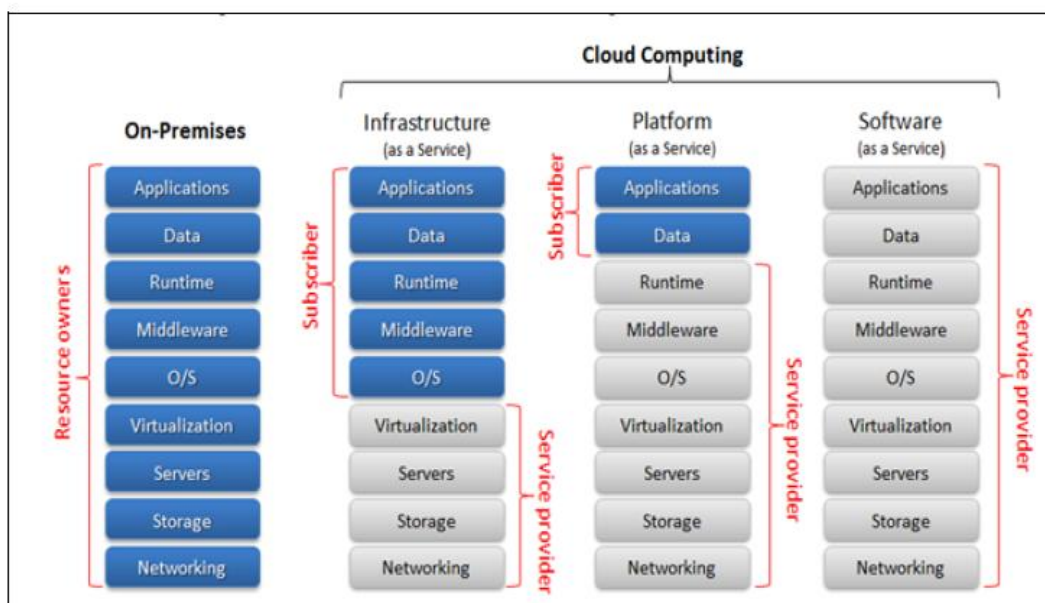 Cloud Computing
On-Premises
Resource owners
Applications
Data
Runtime
Middleware
O/S
Virtualization
Servers
Storage
Networking
Infrastructure
(as a Service)
Subscriber
Applications
Data
Runtime
Middleware
O/S
Virtualization
Servers
Storage
Networking
Service provider
Platform
(as a Service)
Subscriber
Applications
Data
Runtime
Middleware
O/S
Virtualization
Servers
Storage
Networking
Service provider
Software
(as a Service)
Applications
Data
Runtime
Middleware
O/S
Virtualization
Servers
Storage
Networking
Service provider